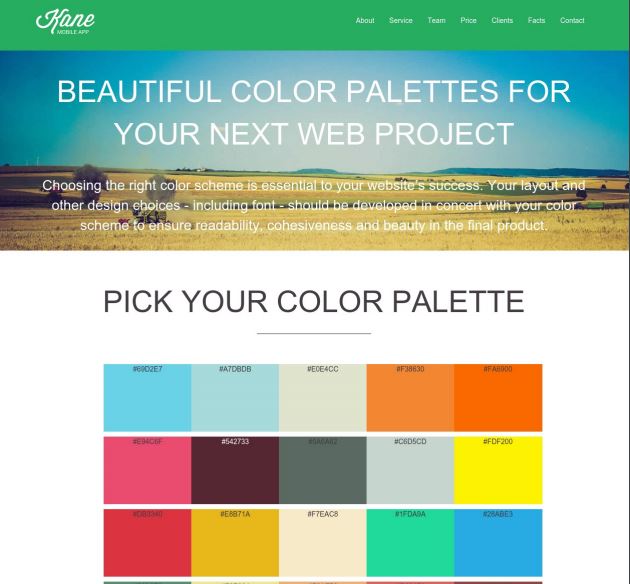 Kane
MOBILE APP
About Service Team Price Clients Facts Contact
BEAUTIFUL COLOR PALETTES FOR
YOUR NEXT WEB PROJECT
Choosing the right color scheme is essential to your website's success. Your layout and
other design choices - including font - should be developed in concert with your color
scheme to ensure readability, cohesiveness and beauty in the final product.
PICK YOUR COLOR PALETTE
#69D2E7 #A7DBDB #E0E4CC #F38630 #FA6900
#E94C6F #542733 #5A6A62 #C6D5CD #FDF200
#DB3340 #E8B71A #F7EAC8 #1FDA9A #28ABE3